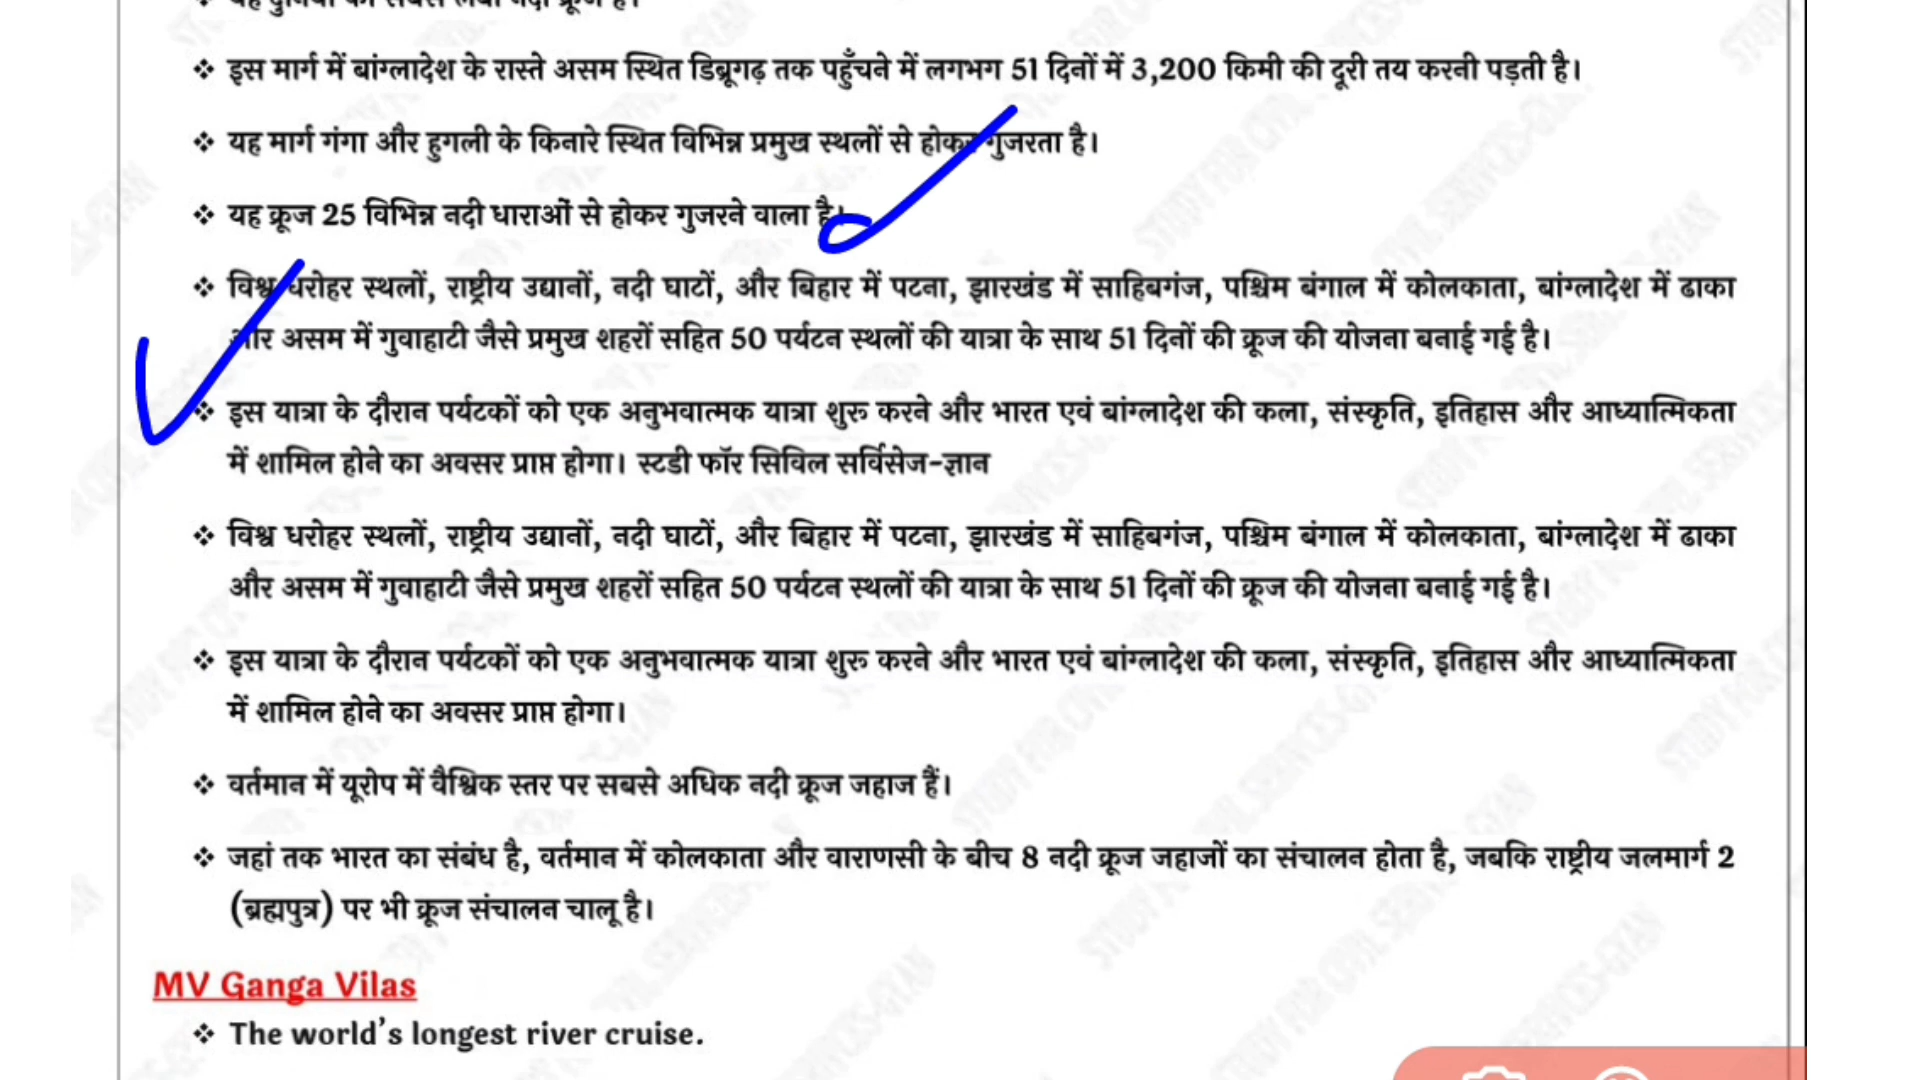 यह दुनिया की सबसे लंबी नदी क्रूज है।
❖ इस मार्ग में बांग्लादेश के रास्ते असम स्थित डिब्रूगढ़ तक पहुँचने में लगभग 51 दिनों में 3,200 किमी की दूरी तय करनी पड़ती है।
❖ यह मार्ग गंगा और हुगली के किनारे स्थित विभिन्न प्रमुख स्थलों से होकर गुजरता है।
❖ यह क्रूज 25 विभिन्न नदी धाराओं से होकर गुजरने वाला है।
❖ विश्व धरोहर स्थलों, राष्ट्रीय उद्यानों, नदी घाटों, और बिहार में पटना, झारखंड में साहिबगंज, पश्चिम बंगाल में कोलकाता, बांग्लादेश में ढाका
और असम में गुवाहाटी जैसे प्रमुख शहरों सहित 50 पर्यटन स्थलों की यात्रा के साथ 51 दिनों की क्रूज की योजना बनाई गई है।
❖ इस यात्रा के दौरान पर्यटकों को एक अनुभवात्मक यात्रा शुरू करने और भारत एवं बांग्लादेश की कला, संस्कृति, इतिहास और आध्यात्मिकता
में शामिल होने का अवसर प्राप्त होगा। स्टडी फॉर सिविल सर्विसेज-ज्ञान
❖ विश्व धरोहर स्थलों, राष्ट्रीय उद्यानों, नदी घाटों, और बिहार में पटना, झारखंड में साहिबगंज, पश्चिम बंगाल में कोलकाता, बांग्लादेश में ढाका
और असम में गुवाहाटी जैसे प्रमुख शहरों सहित 50 पर्यटन स्थलों की यात्रा के साथ 51 दिनों की क्रूज की योजना बनाई गई है।
❖ इस यात्रा के दौरान पर्यटकों को एक अनुभवात्मक यात्रा शुरू करने और भारत एवं बांग्लादेश की कला, संस्कृति, इतिहास और आध्यात्मिकता
में शामिल होने का अवसर प्राप्त होगा।
❖ वर्तमान में यूरोप में वैश्विक स्तर पर सबसे अधिक नदी क्रूज जहाज हैं।
❖ जहां तक भारत का संबंध है, वर्तमान में कोलकाता और वाराणसी के बीच 8 नदी क्रूज जहाजों का संचालन होता है, जबकि राष्ट्रीय जलमार्ग 2
(ब्रह्मपुत्र) पर भी क्रूज संचालन चालू है।
MV Ganga Vilas
❖ The world’s longest river cruise.